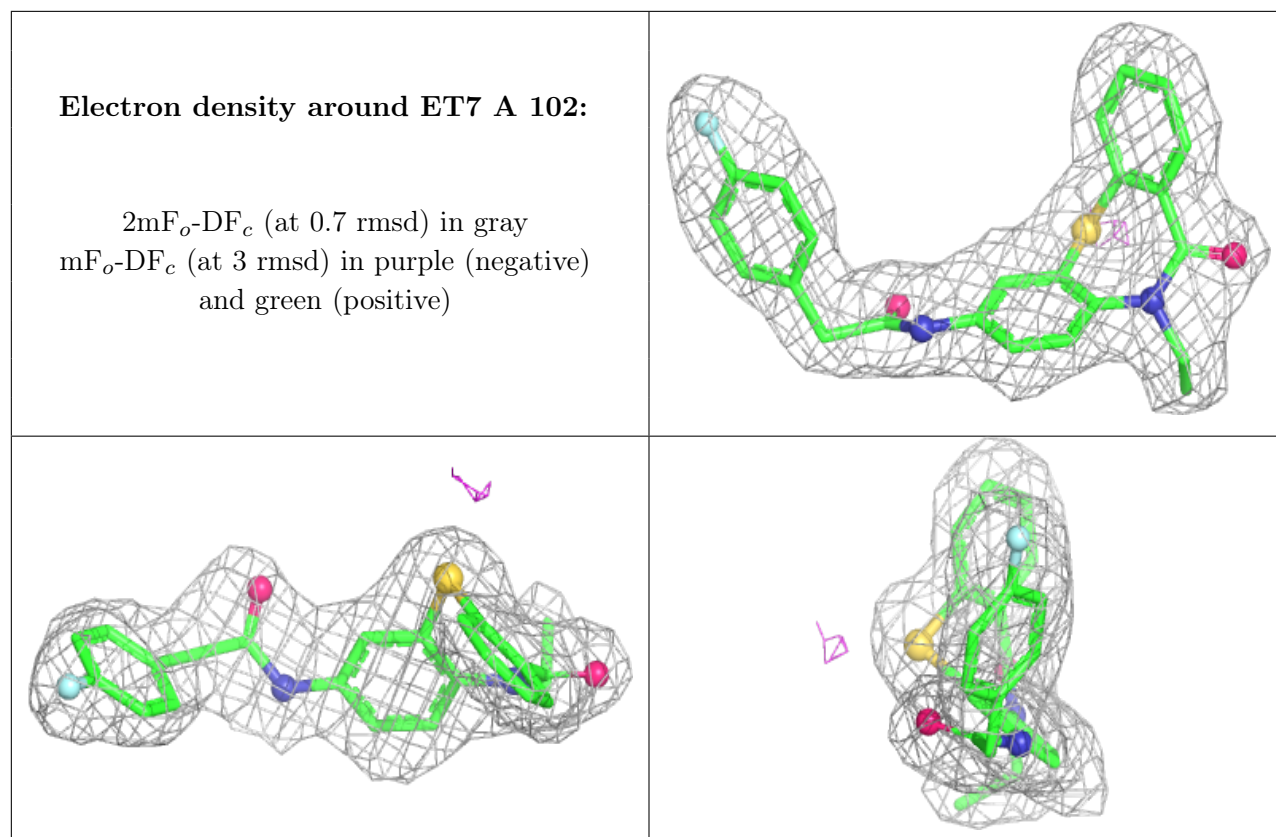 Electron density around ET7 A 102:
2mFₒ-DF𝒸 (at 0.7 rmsd) in gray
mFₒ-DF𝒸 (at 3 rmsd) in purple (negative)
and green (positive)